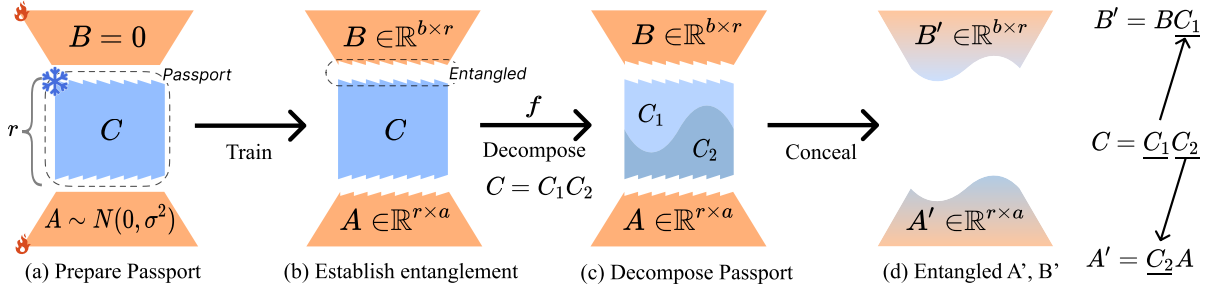 B = 0
Passport
r
C
A ∼ N(0, σ²)
(a) Prepare Passport
Train
B ∈ℝ^{b×r}
Entangled
C
A ∈ℝ^{r×a}
(b) Establish entanglement
f
Decompose
C = C₁C₂
B ∈ℝ^{b×r}
C₁
C₂
A ∈ℝ^{r×a}
(c) Decompose Passport
Conceal
B′ ∈ℝ^{b×r}
A′ ∈ℝ^{r×a}
(d) Entangled A', B'
B′ = BC₁
C = C₁C₂
A′ = C₂A